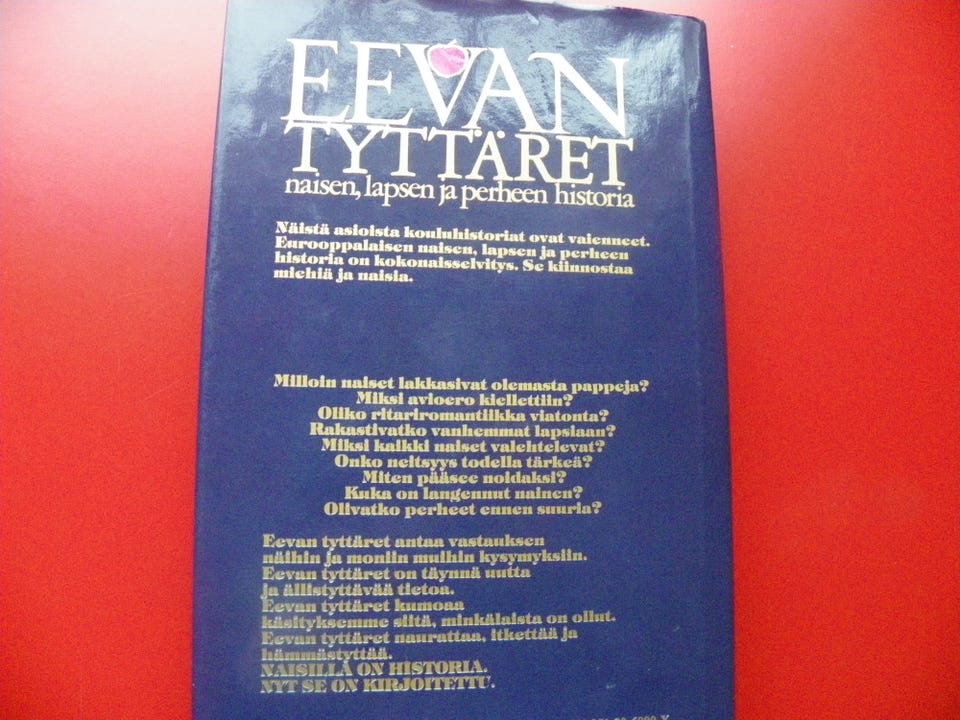 EEVAN
TYTTÄRET
naisen, lapsen ja perheen historia
Näistä asioista kouluhistoriat ovat vaienneet.
Eurooppalaisen naisen, lapsen ja perheen
historia on kokonaisselvitys. Se kiinnostaa
miehiä ja naisia.
Milloin naiset lakkasivat olemasta pappeja?
Miksi avioero kiellettiin?
Oliko ritariromantiikka viatonta?
Rakastivatko vanhemmat lapsiaan?
Miksi kaikki naiset valehtelevat?
Onko neitsyys todella tärkeä?
Miten pääsee noidaksi?
Kuka on langennut nainen?
Olivatko perheet ennen suuria?
Eevan tyttäret antaa vastauksen
näihin ja moniin muihin kysymyksiin.
Eevan tyttäret on täynnä uutta
ja ällistyttävää tietoa.
Eevan tyttäret kumoaa
käsityksemme siitä, minkälaista on ollut.
Eevan tyttäret naurattaa, itkettää ja
hämmästyttää.
NAISILLA ON HISTORIA.
NYT SE ON KIRJOITETTU.